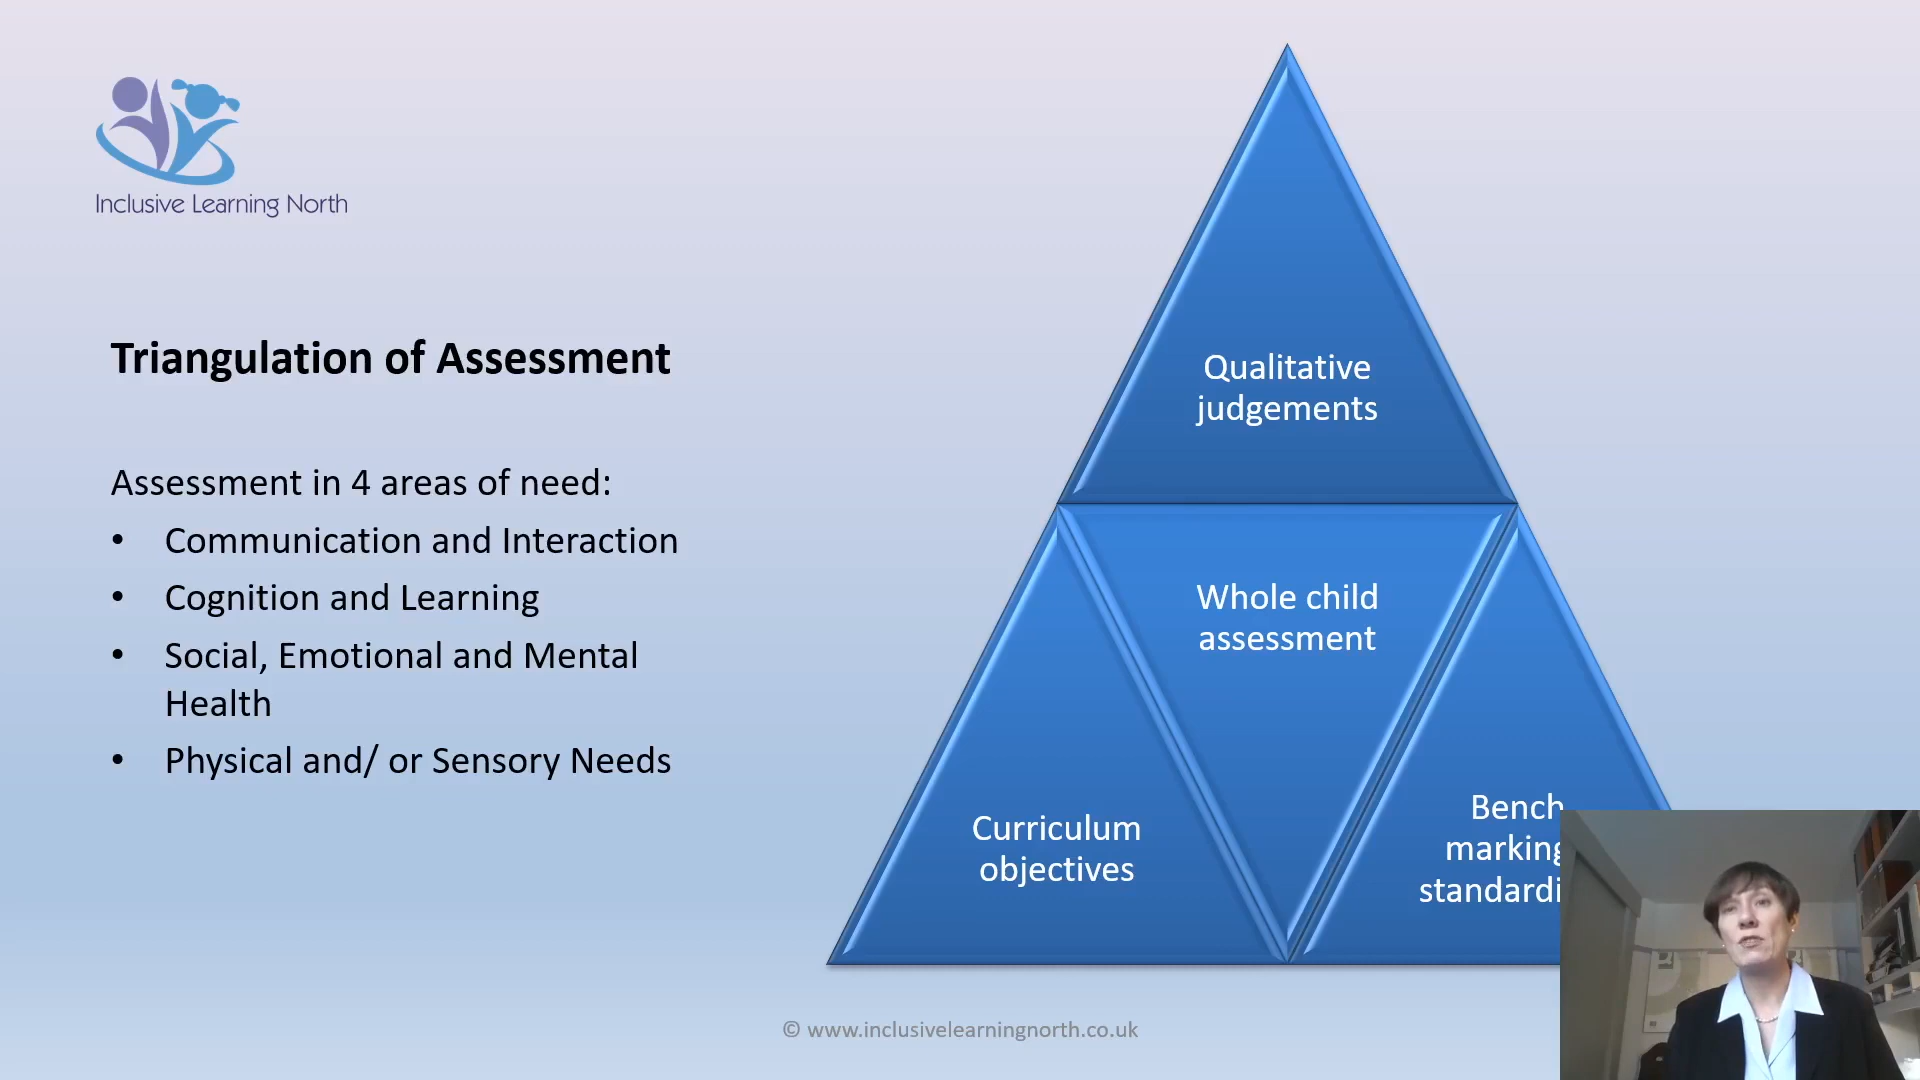 Inclusive Learning North
Triangulation of Assessment
Assessment in 4 areas of need:
• Communication and Interaction
• Cognition and Learning
• Social, Emotional and Mental
Health
• Physical and/ or Sensory Needs
Qualitative
judgements
Whole child
assessment
Curriculum
objectives
Bench
marking
© www.inclusivelearningnorth.co.uk